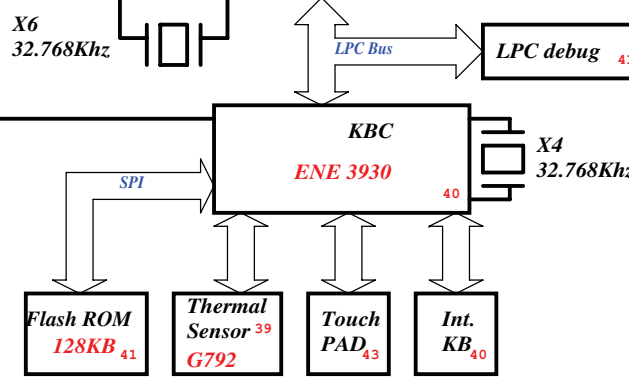 X6
32.768Khz
LPC Bus
LPC debug 41
KBC
ENE 3930
40
X4
32.768Khz
SPI
Flash ROM
128KB 41
Thermal
Sensor 39
G792
Touch
PAD 43
Int.
KB 40